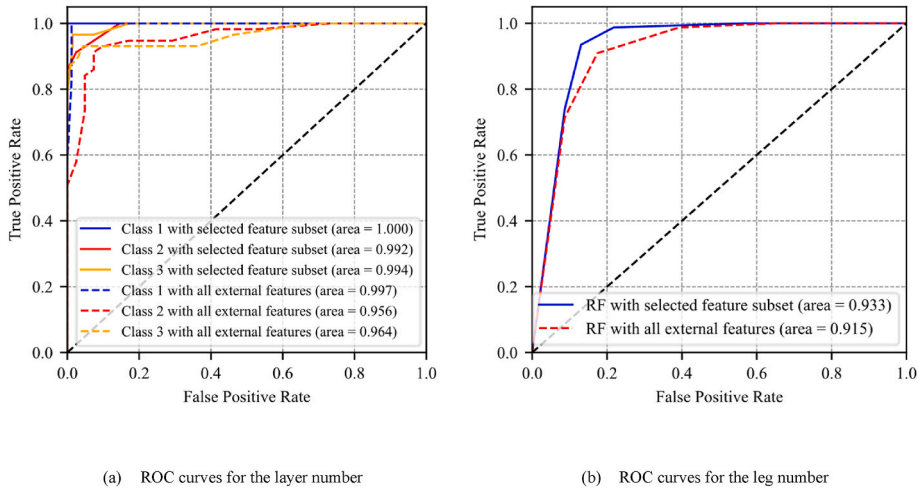 1.0
0.8
0.6
0.4
0.2
0.0
True Positive Rate
Class 1 with selected feature subset (area = 1.000)
Class 2 with selected feature subset (area = 0.992)
Class 3 with selected feature subset (area = 0.994)
Class 1 with all external features (area = 0.997)
Class 2 with all external features (area = 0.956)
Class 3 with all external features (area = 0.964)
0.0 0.2 0.4 0.6 0.8 1.0
False Positive Rate
(a) ROC curves for the layer number
1.0
0.8
0.6
0.4
0.2
0.0
True Positive Rate
RF with selected feature subset (area = 0.933)
RF with all external features (area = 0.915)
0.0 0.2 0.4 0.6 0.8 1.0
False Positive Rate
(b) ROC curves for the leg number